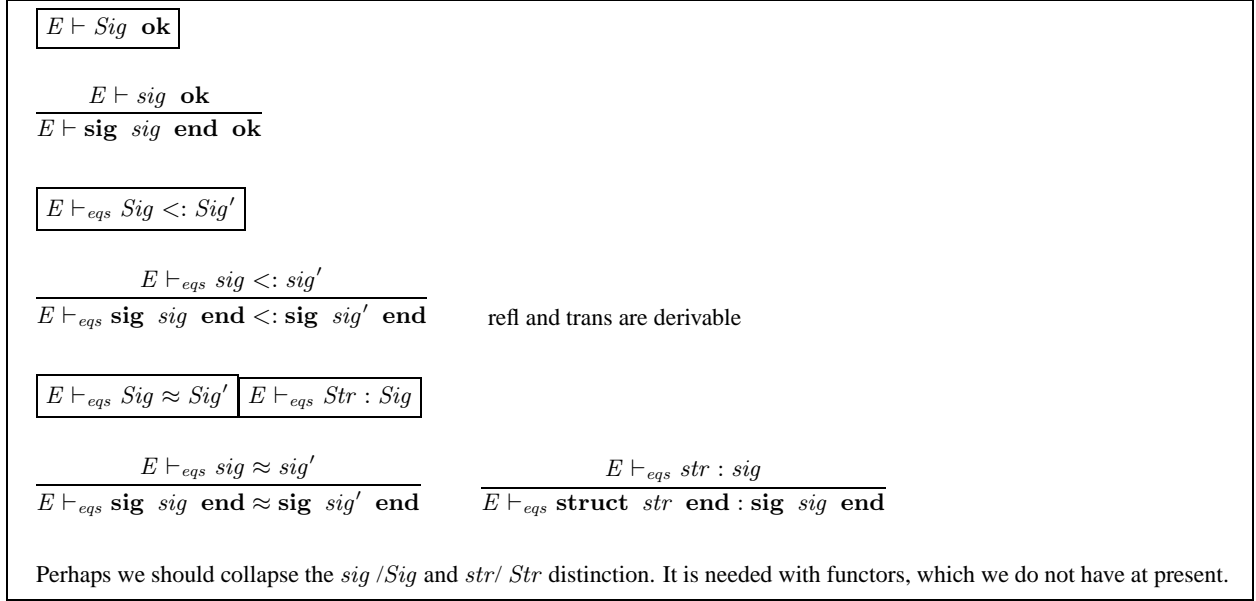 E ⊢ Sig ok
E ⊢ sig ok
E ⊢ sig sig end ok
E ⊢eqs Sig <: Sig′
E ⊢eqs sig <: sig′
E ⊢eqs sig sig end <: sig sig′ end refl and trans are derivable
E ⊢eqs Sig ≈ Sig′ E ⊢eqs Str : Sig
E ⊢eqs sig ≈ sig′ E ⊢eqs str : sig
E ⊢eqs sig sig end ≈ sig sig′ end E ⊢eqs struct str end : sig sig end
Perhaps we should collapse the sig /Sig and str/ Str distinction. It is needed with functors, which we do not have at present.